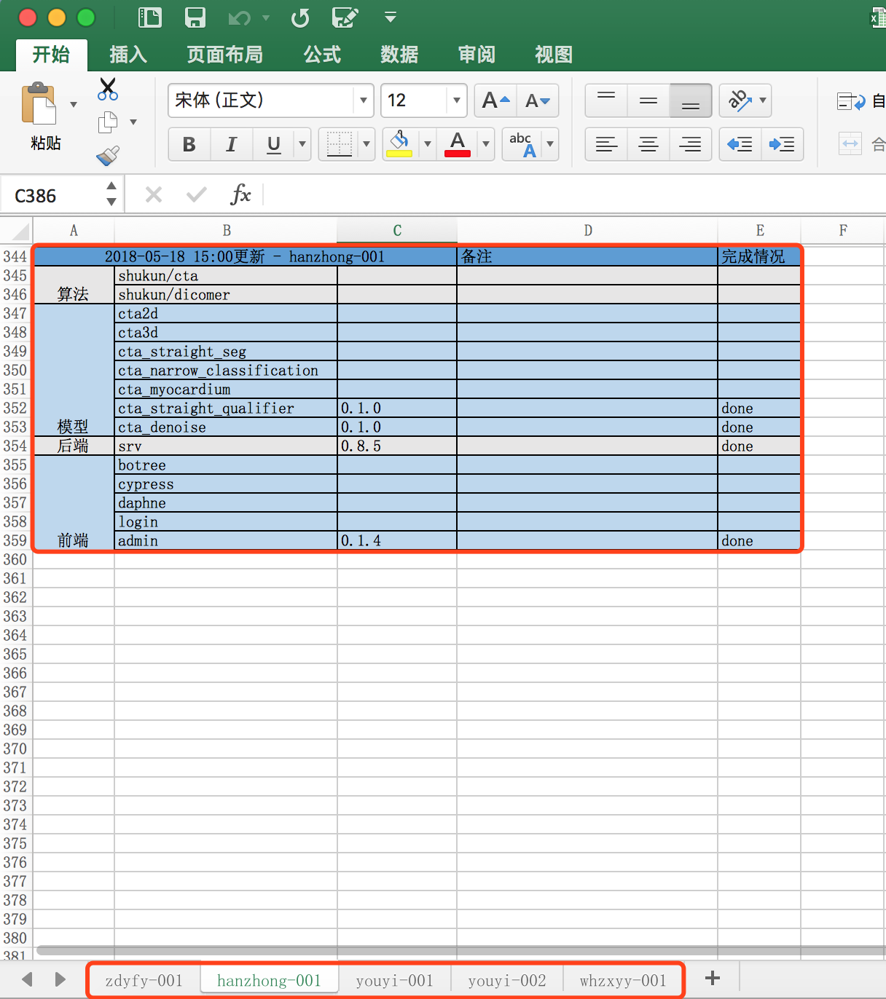 开始 插入 页面布局 公式 数据 审阅 视图
宋体 (正文) 12 A A ab 自
粘贴 B I U A abc A 合
C386 fx
A B C D E F
344 2018-05-18 15:00更新 - hanzhong-001 备注 完成情况
345 shukun/cta
346 算法 shukun/dicomer
347 cta2d
348 cta3d
349 cta_straight_seg
350 cta_narrow_classification
351 cta_myocardium
352 cta_straight_qualifier 0.1.0 done
353 模型 cta_denoise 0.1.0 done
354 后端 srv 0.8.5 done
355 botree
356 cypress
357 daphne
358 login
359 前端 admin 0.1.4 done
360
361
362
363
364
365
366
367
368
369
370
371
372
373
374
375
376
377
378
379
380
381
zdyfy-001 hanzhong-001 youyi-001 youyi-002 whzxyy-001 +